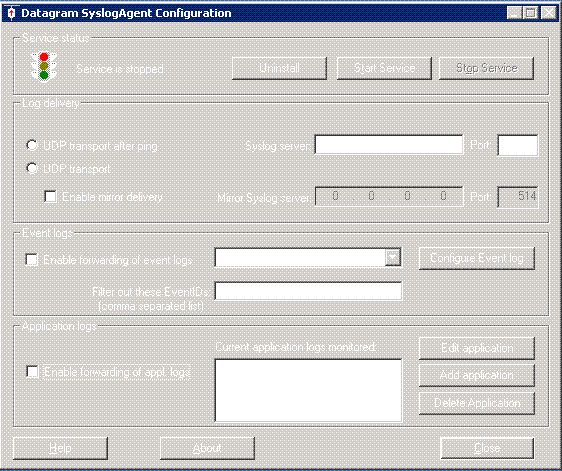 Datagram SyslogAgent Configuration
Service status
Service is stopped
Uninstall
Start Service
Stop Service
Log delivery
UDP transport after ping
Syslog server
Port:
UDP transport
Enable mirror delivery
Mirror Syslog server
0 . 0 . 0 . 0
Port
514
Event logs
Enable forwarding of event logs
Configure Event log
Filter out these EventIDs:
(comma separated list)
Application logs
Current application logs monitored:
Edit application
Enable forwarding of appl. logs
Add application
Delete Application
Help
About
Close